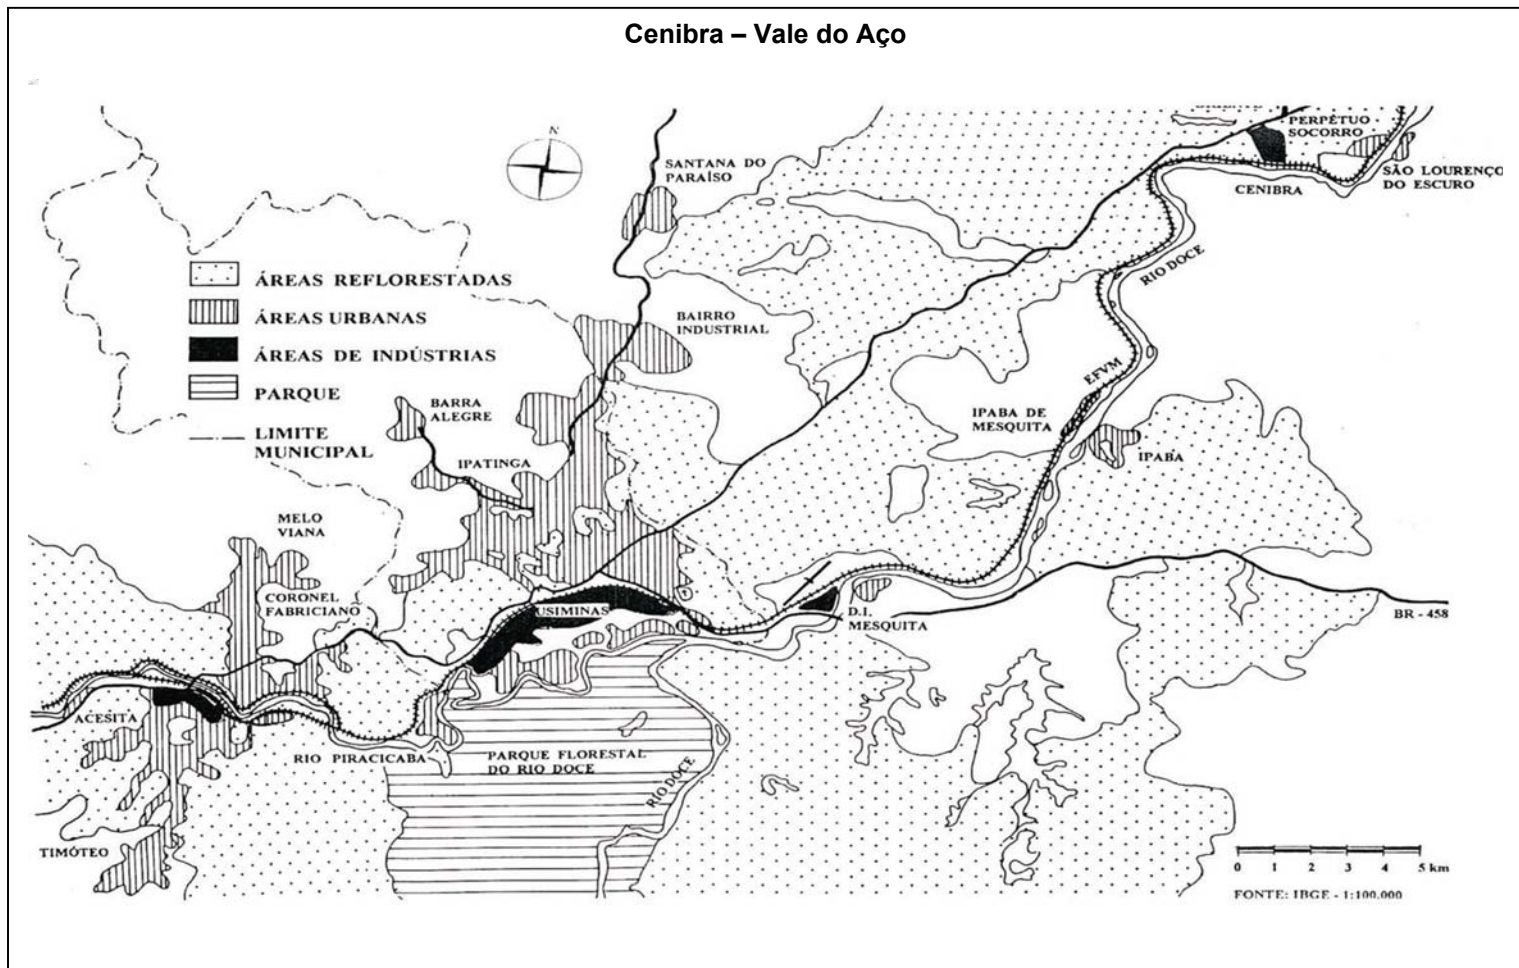 Cenibra – Vale do Aço
N
SANTANA DO
PARAÍSO
PERPÉTUO
SOCORRO
SÃO LOURENÇO
DO ESCURO
CENIBRA
RIO DOCE
ÁREAS REFLORESTADAS
ÁREAS URBANAS
ÁREAS DE INDÚSTRIAS
PARQUE
LIMITE
MUNICIPAL
BAIRRO
INDUSTRIAL
EFVM
BARRA
ALEGRE
IPABA DE
MESQUITA
IPABA
IPATINGA
MELO
VIANA
CORONEL
FABRICIANO
USIMINAS
D.I.
MESQUITA
BR - 458
ACESITA
RIO PIRACICABA
PARQUE FLORESTAL
DO RIO DOCE
RIO DOCE
TIMÓTEO
0 1 2 3 4 5 km
FONTE: IBGE - 1:100.000